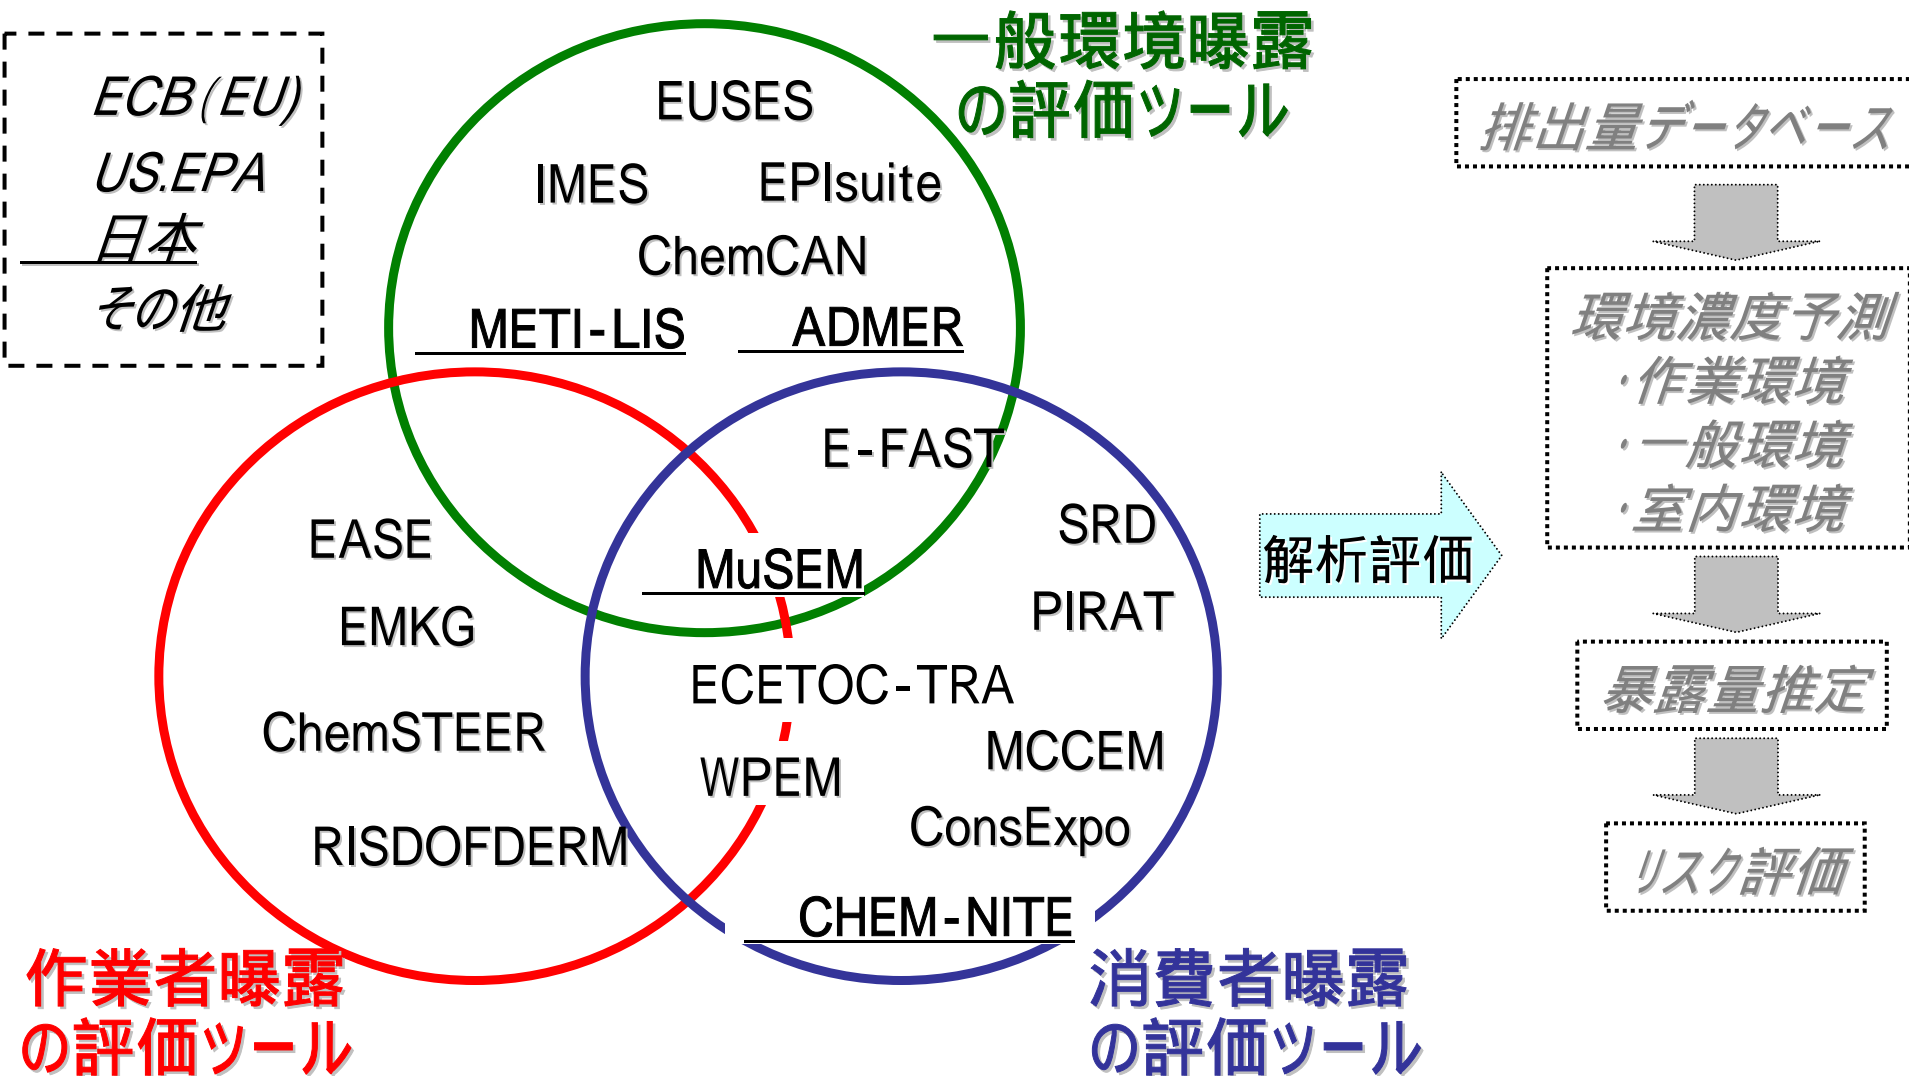 ECB(EU)
US.EPA
日本
その他
一般環境曝露
の評価ツール
EUSES
IMES
EPIsuite
ChemCAN
METI-LIS
ADMER
E-FAST
EASE
MuSEM
SRD
EMKG
PIRAT
ECETOC-TRA
ChemSTEER
WPEM
MCCEM
RISDOFDERM
ConsExpo
CHEM-NITE
作業者曝露
の評価ツール
消費者曝露
の評価ツール
解析評価
排出量データベース
環境濃度予測
・作業環境
・一般環境
・室内環境
暴露量推定
リスク評価